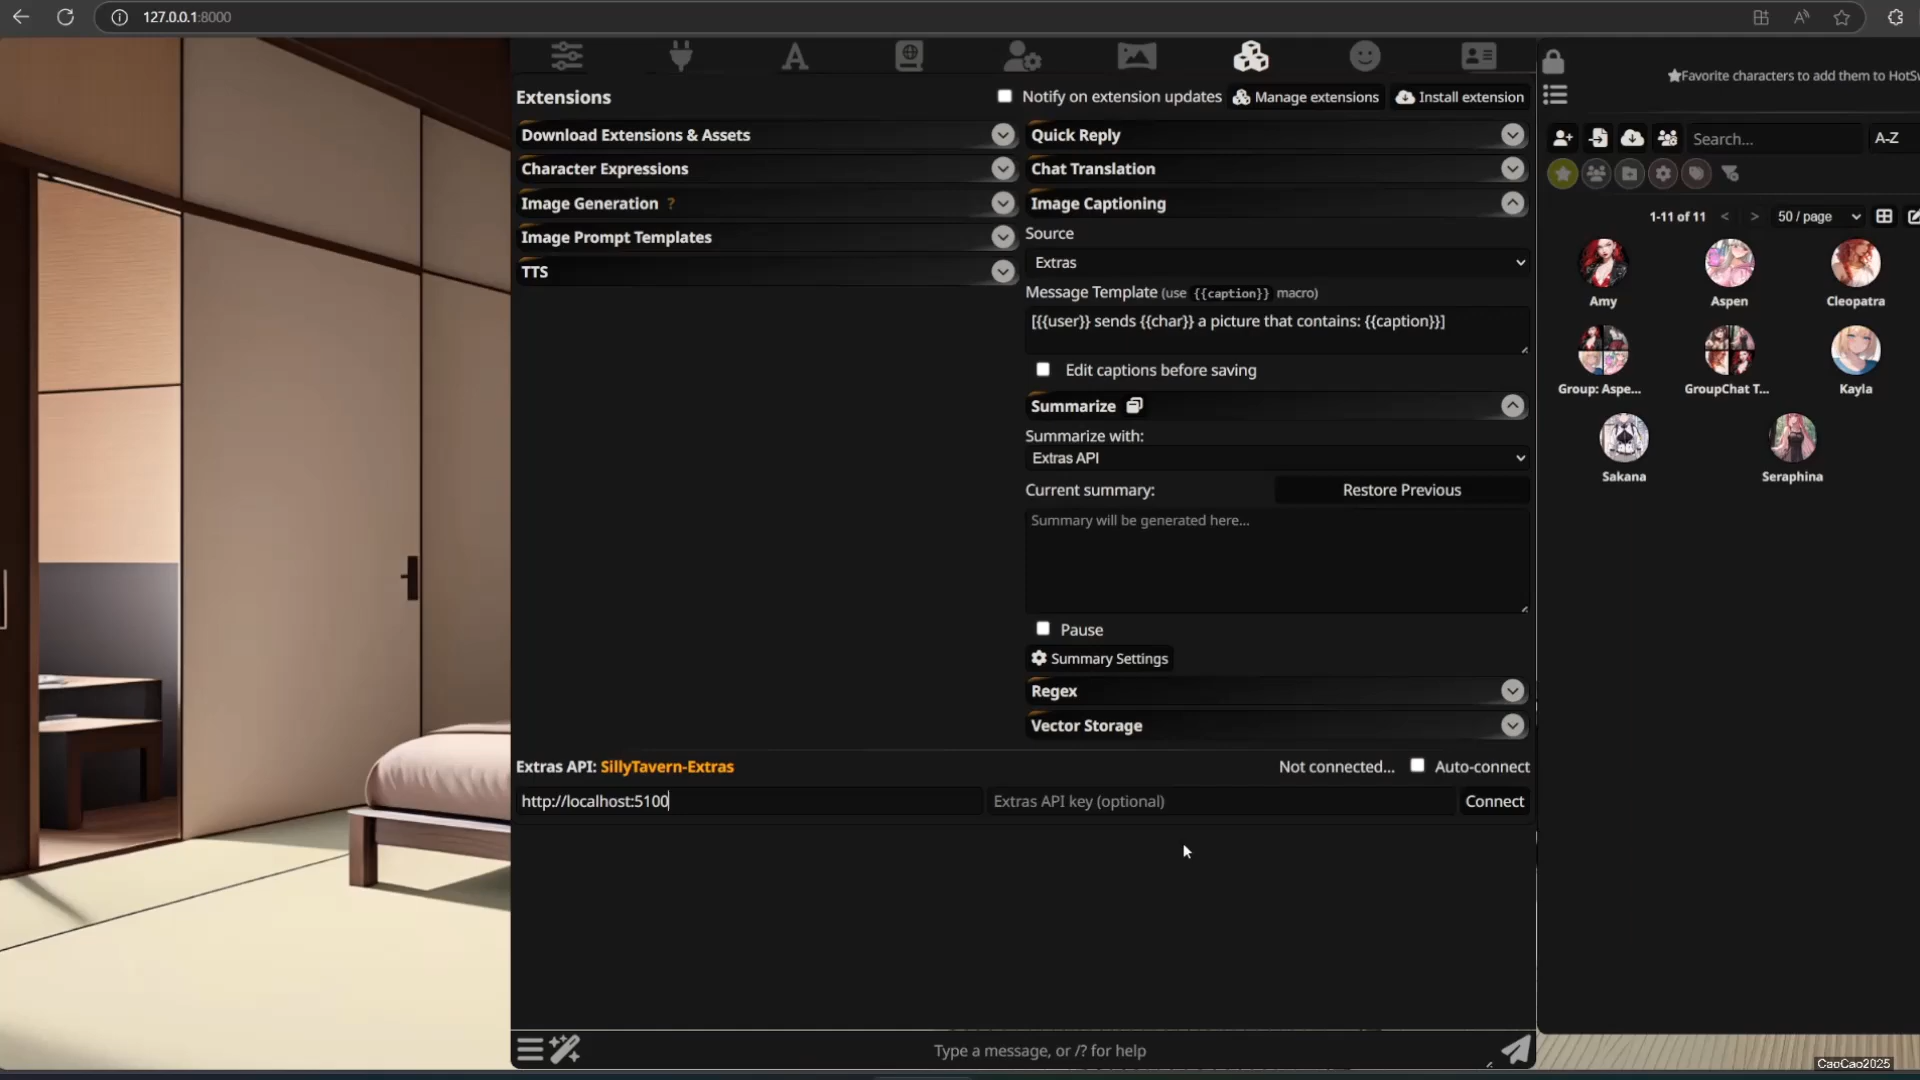 127.0.0.1:8000
Extensions
Notify on extension updates
Manage extensions
Install extension
Download Extensions & Assets
Character Expressions
Image Generation ?
Image Prompt Templates
TTS
Quick Reply
Chat Translation
Image Captioning
Source
Extras
Message Template (use {{caption}} macro)
[{{user}} sends {{char}} a picture that contains: {{caption}}]
Edit captions before saving
Summarize
Summarize with:
Extras API
Current summary:
Restore Previous
Summary will be generated here...
Pause
Summary Settings
Regex
Vector Storage
Extras API: SillyTavern-Extras
Not connected...
Auto-connect
http://localhost:5100
Extras API key (optional)
Connect
Type a message, or /? for help
Favorite characters to add them to HotSw
Search...
A-Z
1-11 of 11 < > 50 / page
Amy
Aspen
Cleopatra
Group: Aspe...
GroupChat T...
Kayla
Sakana
Seraphina
CaoCao2025